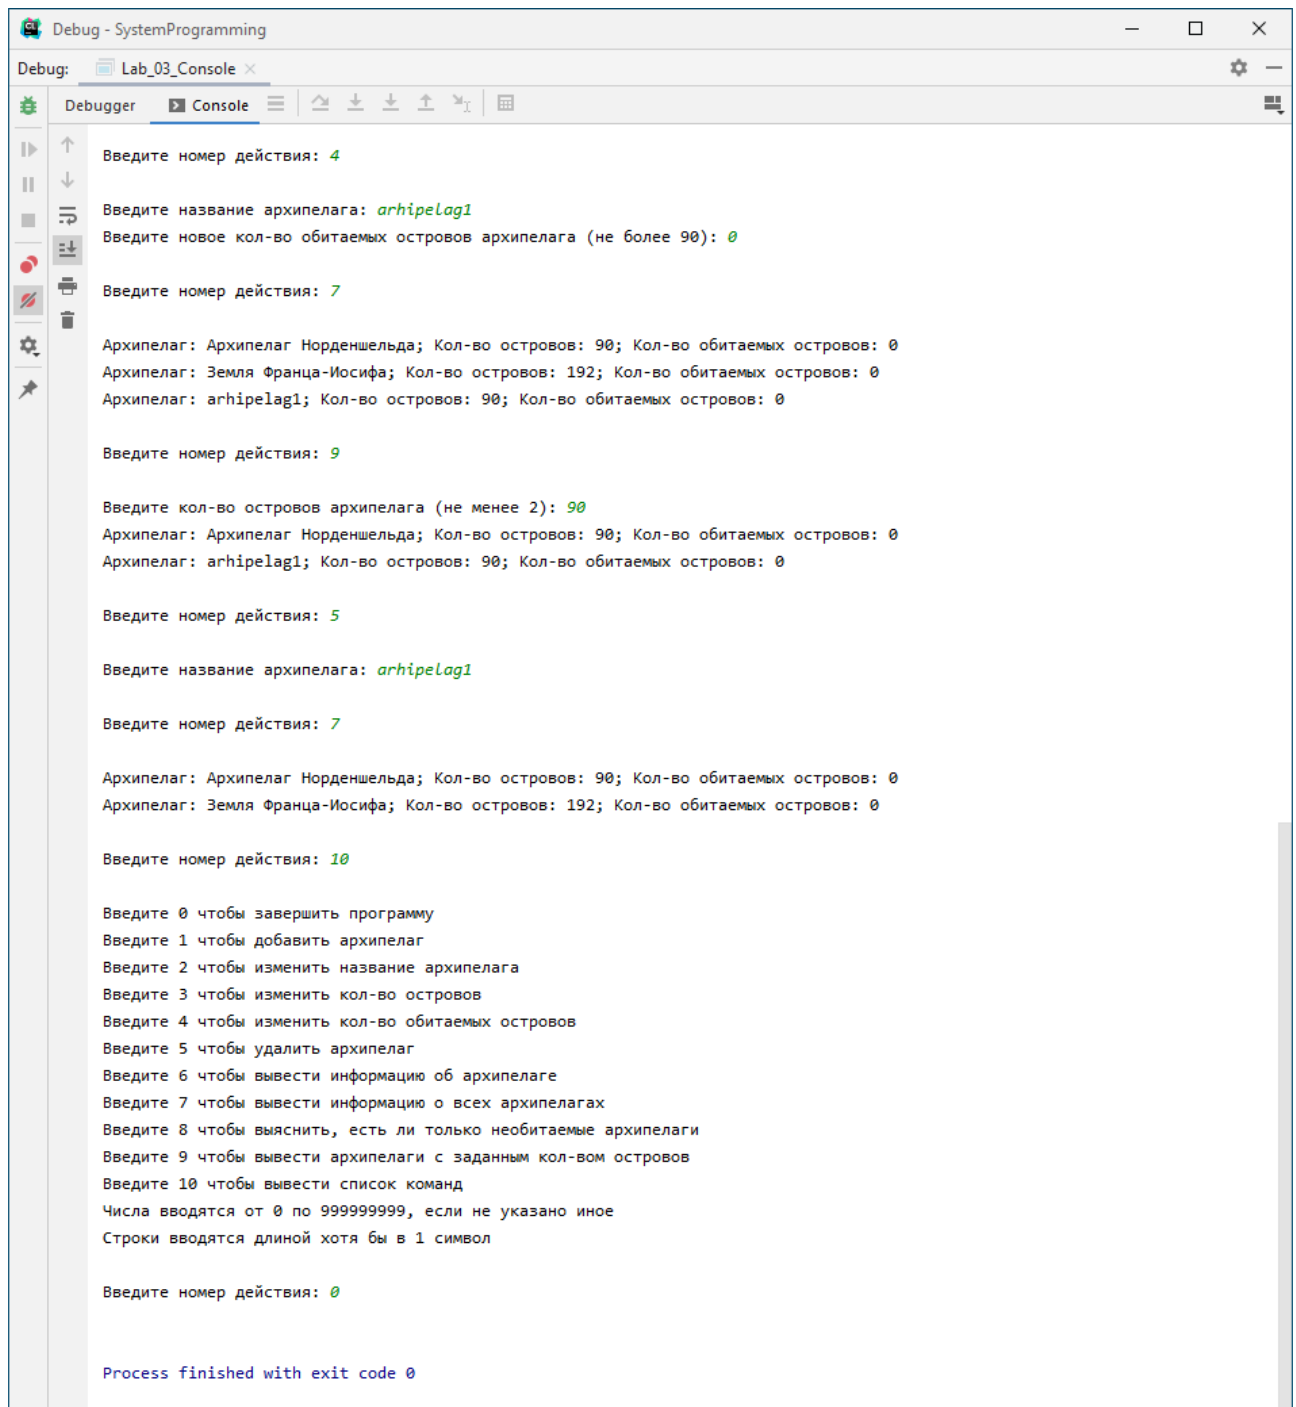 Debug - SystemProgramming
Debug: Lab_03_Console
Debugger Console
Введите номер действия: 4
Введите название архипелага: arhipelag1
Введите новое кол-во обитаемых островов архипелага (не более 90): 0
Введите номер действия: 7
Архипелаг: Архипелаг Норденшельда; Кол-во островов: 90; Кол-во обитаемых островов: 0
Архипелаг: Земля Франца-Иосифа; Кол-во островов: 192; Кол-во обитаемых островов: 0
Архипелаг: arhipelag1; Кол-во островов: 90; Кол-во обитаемых островов: 0
Введите номер действия: 9
Введите кол-во островов архипелага (не менее 2): 90
Архипелаг: Архипелаг Норденшельда; Кол-во островов: 90; Кол-во обитаемых островов: 0
Архипелаг: arhipelag1; Кол-во островов: 90; Кол-во обитаемых островов: 0
Введите номер действия: 5
Введите название архипелага: arhipelag1
Введите номер действия: 7
Архипелаг: Архипелаг Норденшельда; Кол-во островов: 90; Кол-во обитаемых островов: 0
Архипелаг: Земля Франца-Иосифа; Кол-во островов: 192; Кол-во обитаемых островов: 0
Введите номер действия: 10
Введите 0 чтобы завершить программу
Введите 1 чтобы добавить архипелаг
Введите 2 чтобы изменить название архипелага
Введите 3 чтобы изменить кол-во островов
Введите 4 чтобы изменить кол-во обитаемых островов
Введите 5 чтобы удалить архипелаг
Введите 6 чтобы вывести информацию об архипелаге
Введите 7 чтобы вывести информацию о всех архипелагах
Введите 8 чтобы выяснить, есть ли только необитаемые архипелаги
Введите 9 чтобы вывести архипелаги с заданным кол-вом островов
Введите 10 чтобы вывести список команд
Числа вводятся от 0 по 999999999, если не указано иное
Строки вводятся длиной хотя бы в 1 символ
Введите номер действия: 0
Process finished with exit code 0